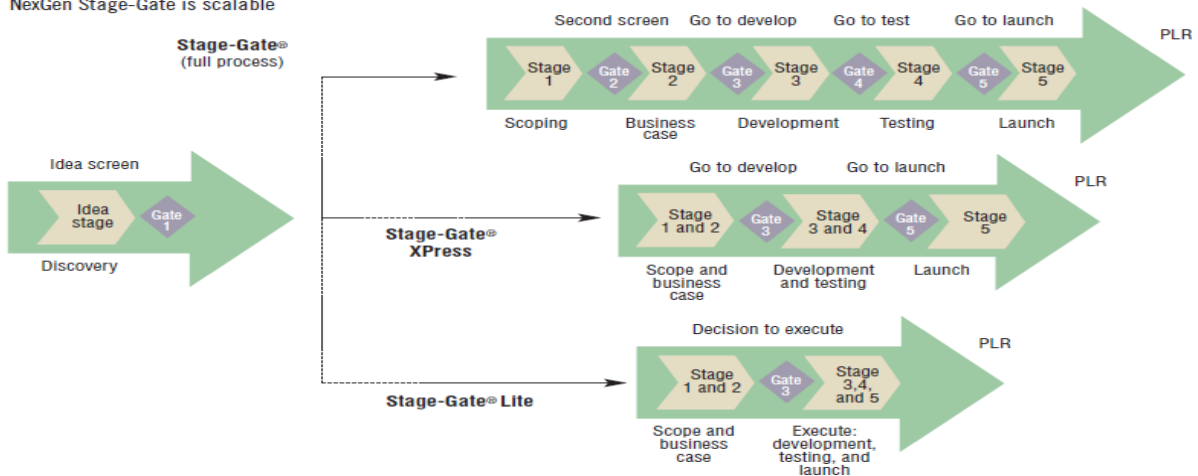 NexGen Stage-Gate is scalable
Stage-Gate®
(full process)
Second screen Go to develop Go to test Go to launch
PLR
Stage
1
Gate
2
Stage
2
Gate
3
Stage
3
Gate
4
Stage
4
Gate
5
Stage
5
Scoping
Business
case
Development
Testing
Launch
Idea screen
Idea
stage
Gate
1
Discovery
Stage-Gate®
XPress
Go to develop Go to launch
PLR
Stage
1 and 2
Gate
3
Stage
3 and 4
Gate
5
Stage
5
Scope and
business
case
Development
and testing
Launch
Stage-Gate® Lite
Decision to execute
PLR
Stage
1 and 2
Gate
3
Stage
3,4,
and 5
Scope and
business
case
Execute:
development,
testing, and
launch